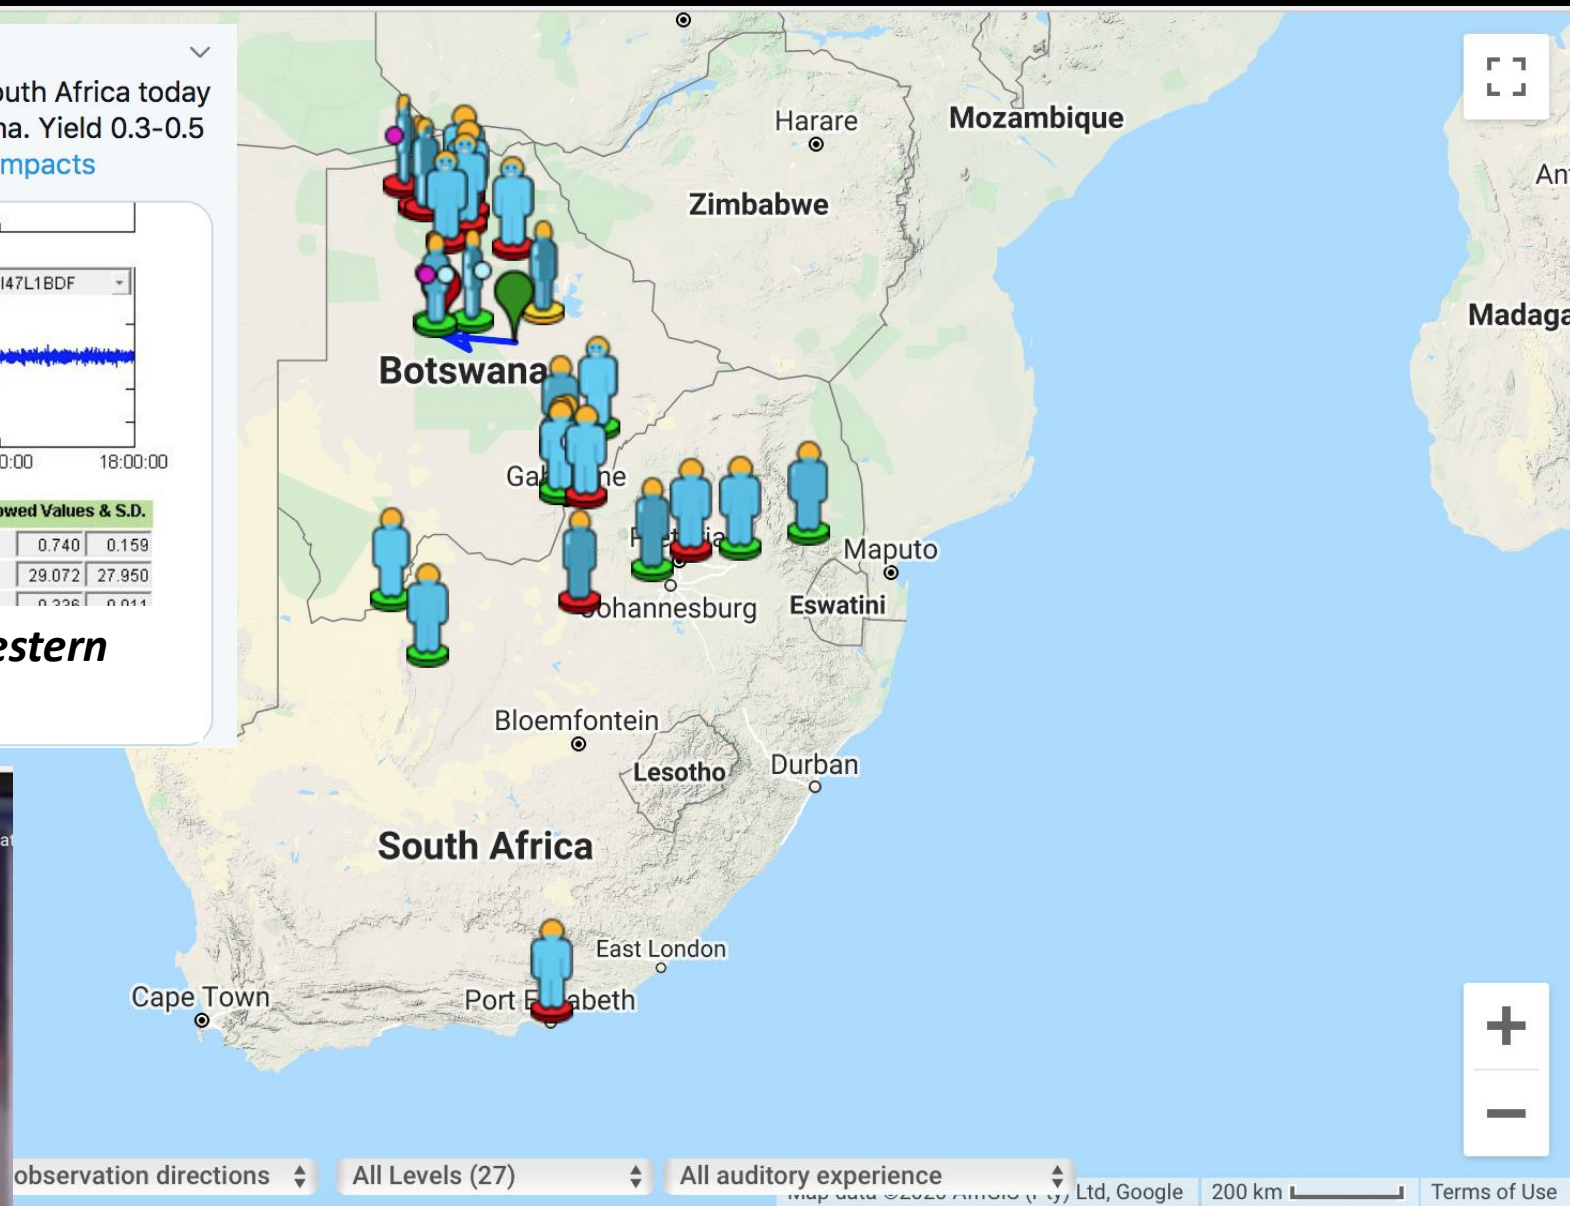 outh Africa today
na. Yield 0.3-0.5
mpacts
I47L1BDF
0:00 18:00:00
owed Values & S.D.
0.740 0.159
29.072 27.950
estern
Harare
Mozambique
Zimbabwe
Madaga
Botswana
Maputo
Johannesburg
Eswatini
Bloemfontein
Lesotho
Durban
South Africa
East London
Cape Town
Port Elizabeth
observation directions
All Levels (27)
All auditory experience
Ltd, Google
200 km
Terms of Use